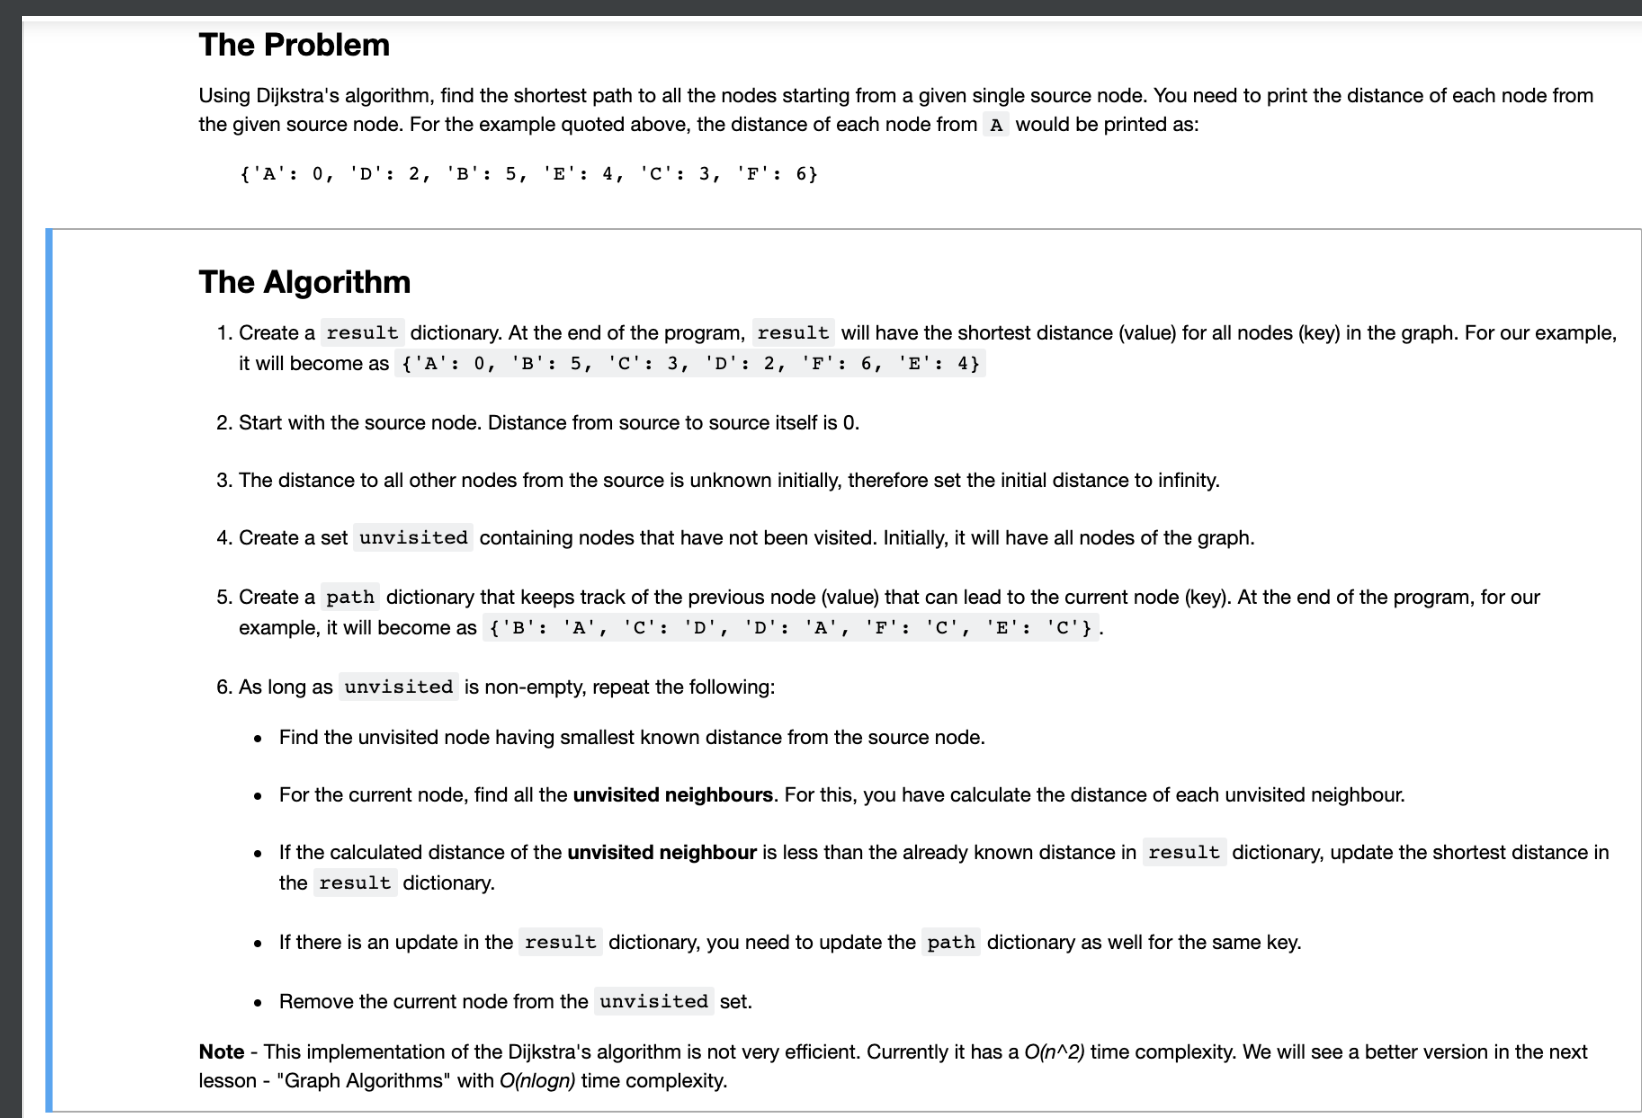 The Problem
Using Dijkstra's algorithm, find the shortest path to all the nodes starting from a given single source node. You need to print the distance of each node from
the given source node. For the example quoted above, the distance of each node from A would be printed as:
{'A': 0, 'D': 2, 'B': 5, 'E': 4, 'C': 3, 'F': 6}
The Algorithm
1. Create a result dictionary. At the end of the program, result will have the shortest distance (value) for all nodes (key) in the graph. For our example,
it will become as {'A': 0, 'B': 5, 'C': 3, 'D': 2, 'F': 6, 'E': 4}
2. Start with the source node. Distance from source to source itself is 0.
3. The distance to all other nodes from the source is unknown initially, therefore set the initial distance to infinity.
4. Create a set unvisited containing nodes that have not been visited. Initially, it will have all nodes of the graph.
5. Create a path dictionary that keeps track of the previous node (value) that can lead to the current node (key). At the end of the program, for our
example, it will become as {'B': 'A', 'C': 'D', 'D': 'A', 'F': 'C', 'E': 'C'}.
6. As long as unvisited is non-empty, repeat the following:
• Find the unvisited node having smallest known distance from the source node.
• For the current node, find all the unvisited neighbours. For this, you have calculate the distance of each unvisited neighbour.
• If the calculated distance of the unvisited neighbour is less than the already known distance in result dictionary, update the shortest distance in
the result dictionary.
• If there is an update in the result dictionary, you need to update the path dictionary as well for the same key.
• Remove the current node from the unvisited set.
Note - This implementation of the Dijkstra's algorithm is not very efficient. Currently it has a O(n^2) time complexity. We will see a better version in the next
lesson - "Graph Algorithms" with O(nlogn) time complexity.